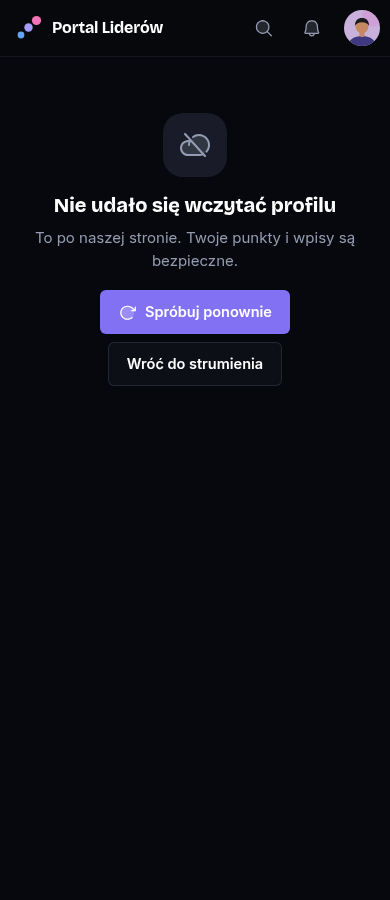 Portal Liderów
Nie udało się wczytać profilu
To po naszej stronie. Twoje punkty i wpisy są
bezpieczne.
Spróbuj ponownie
Wróć do strumienia